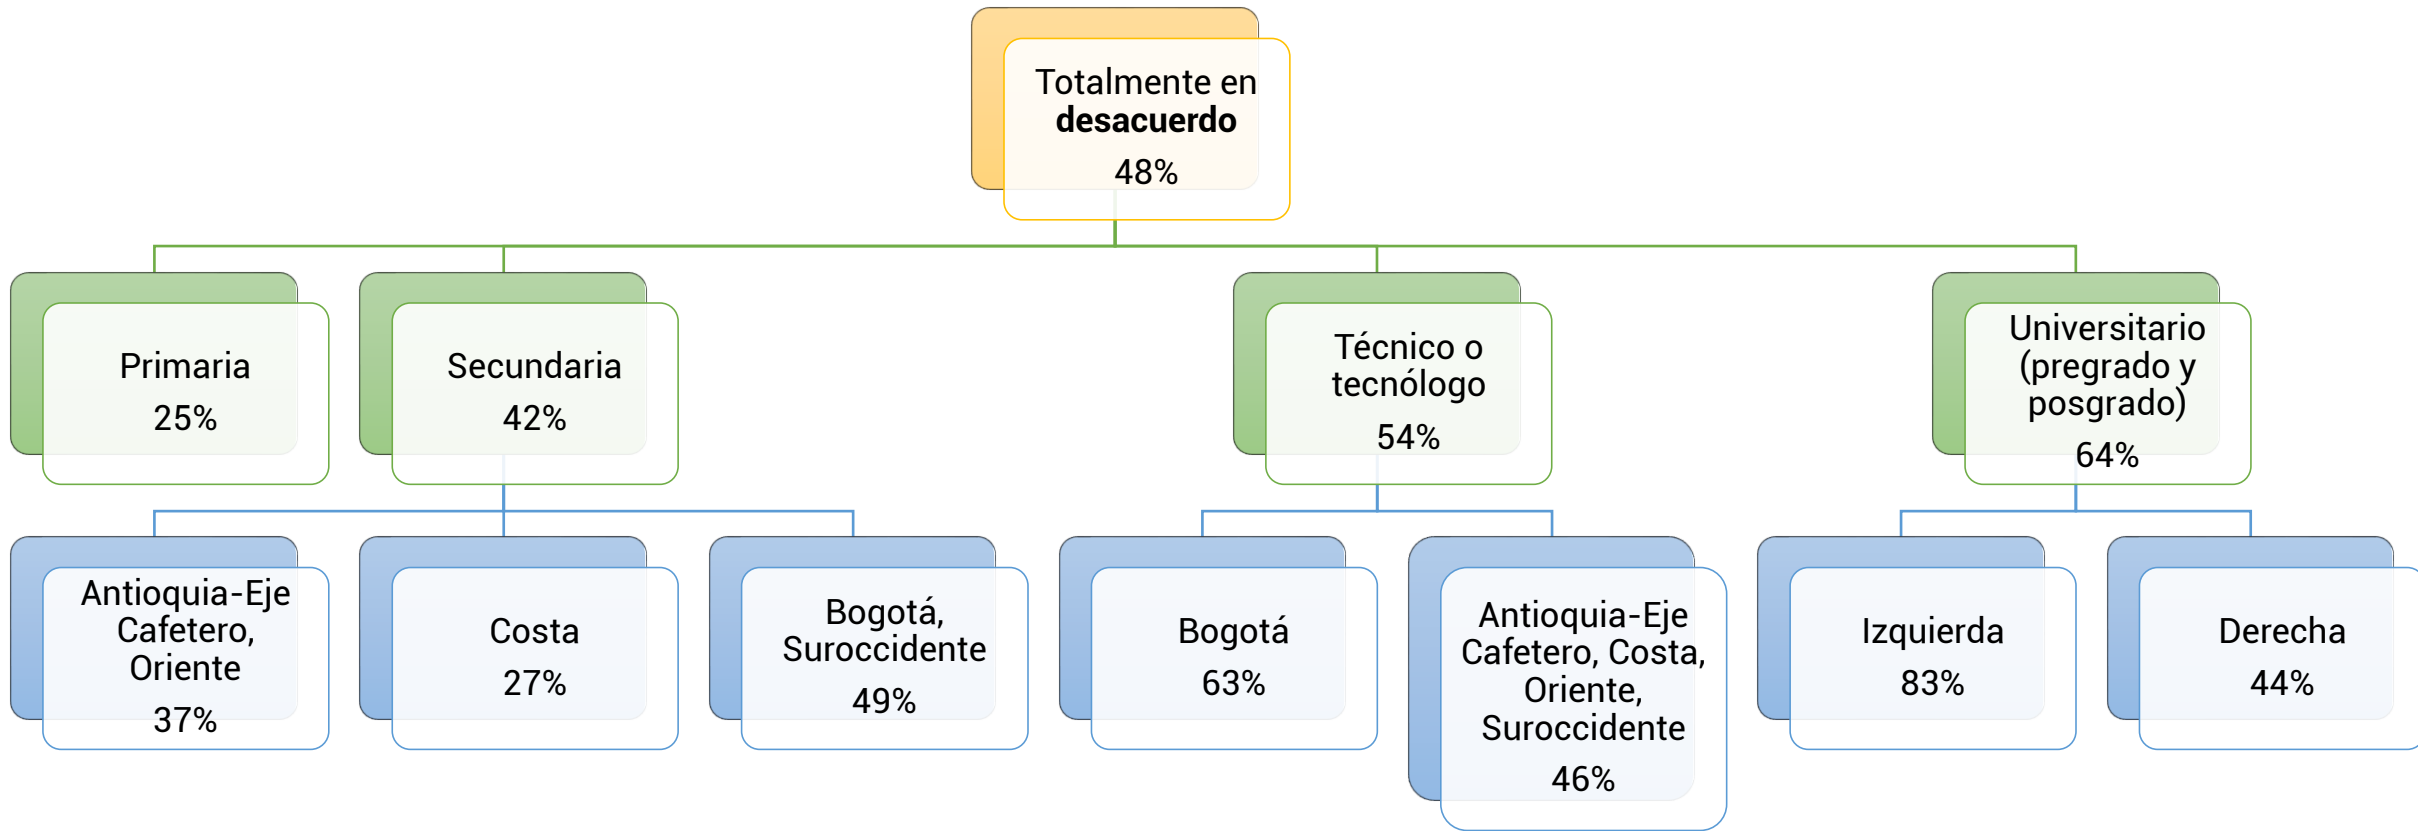 Totalmente en
desacuerdo
48%
Primaria
25%
Secundaria
42%
Técnico o
tecnólogo
54%
Universitario
(pregrado y
posgrado)
64%
Antioquia-Eje
Cafetero,
Oriente
37%
Costa
27%
Bogotá,
Suroccidente
49%
Bogotá
63%
Antioquia-Eje
Cafetero, Costa,
Oriente,
Suroccidente
46%
Izquierda
83%
Derecha
44%